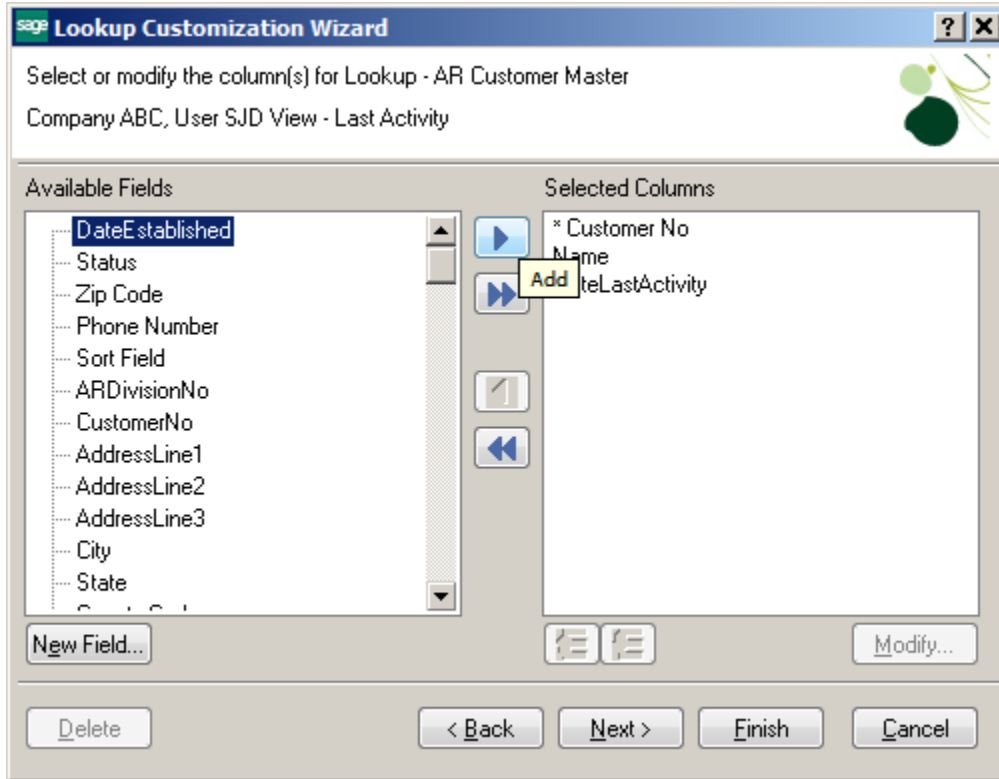 sage Lookup Customization Wizard
Select or modify the column(s) for Lookup - AR Customer Master
Company ABC, User SJD View - Last Activity
Available Fields
DateEstablished
Status
Zip Code
Phone Number
Sort Field
ARDivisionNo
CustomerNo
AddressLine1
AddressLine2
AddressLine3
City
State
New Field...
Add
Selected Columns
* Customer No
Name
teLastActivity
Modify...
Delete
< Back
Next >
Finish
Cancel